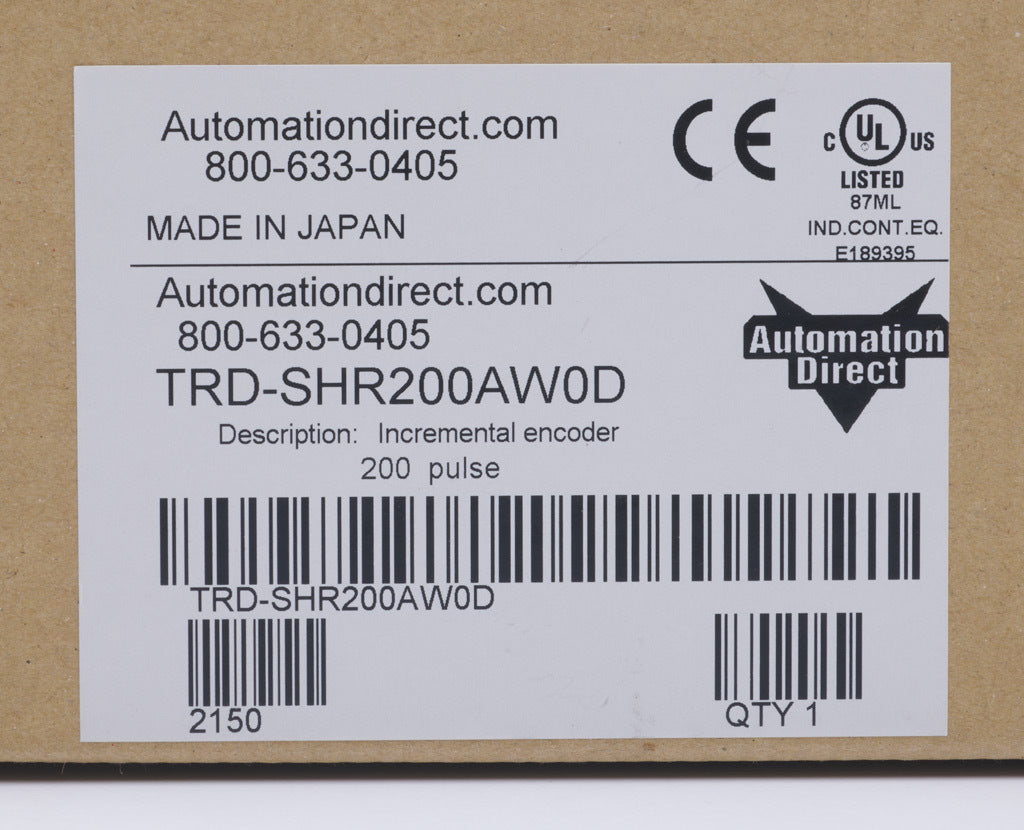 Automationdirect.com
800-633-0405
MADE IN JAPAN
CE
C UL US
LISTED
87ML
IND.CONT.EQ.
E189395
Automationdirect.com
800-633-0405
TRD-SHR200AW0D
Description: Incremental encoder
200 pulse
Automation
Direct
TRD-SHR200AW0D
2150
QTY 1